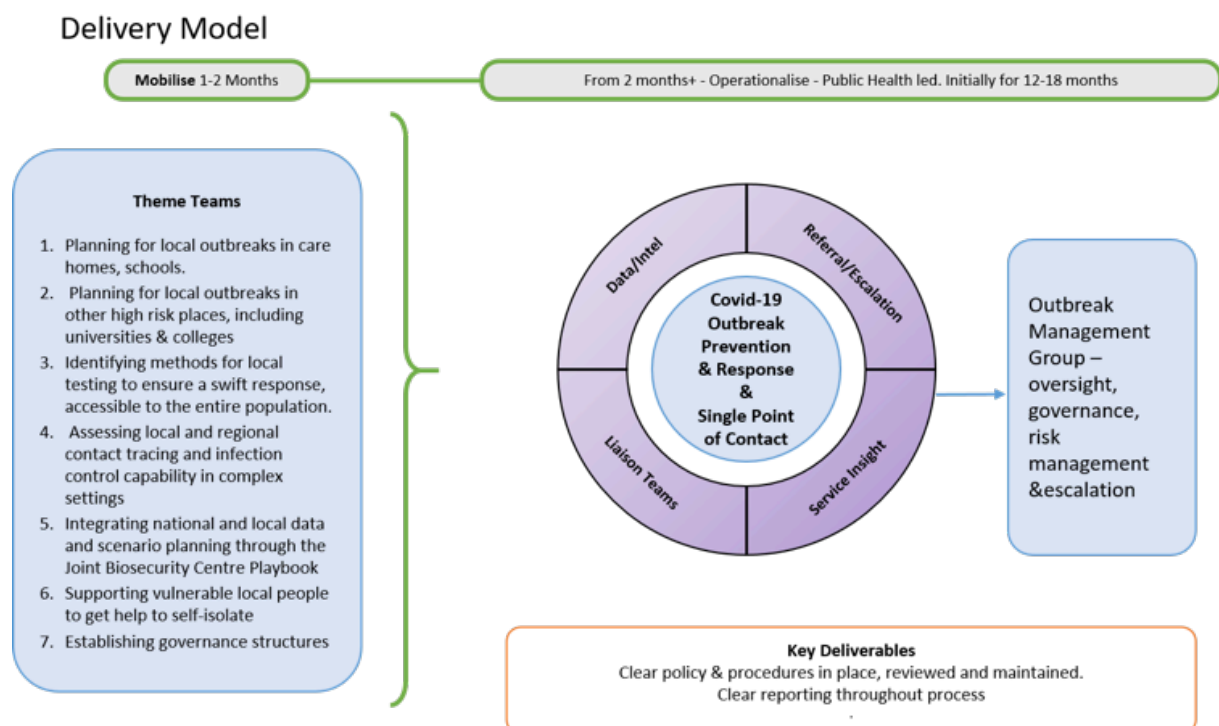 Delivery Model
Mobilise 1-2 Months
From 2 months+ - Operationalise - Public Health led. Initially for 12-18 months
Theme Teams
1. Planning for local outbreaks in care
homes, schools.
2. Planning for local outbreaks in
other high risk places, including
universities & colleges
3. Identifying methods for local
testing to ensure a swift response,
accessible to the entire population.
4. Assessing local and regional
contact tracing and infection
control capability in complex
settings
5. Integrating national and local data
and scenario planning through the
Joint Biosecurity Centre Playbook
6. Supporting vulnerable local people
to get help to self-isolate
7. Establishing governance structures
Data/Intel
Referral/Escalation
Liaison Teams
Service Insight
Covid-19
Outbreak
Prevention
& Response
&
Single Point
of Contact
Outbreak
Management
Group –
oversight,
governance,
risk
management
&escalation
Key Deliverables
Clear policy & procedures in place, reviewed and maintained.
Clear reporting throughout process
.